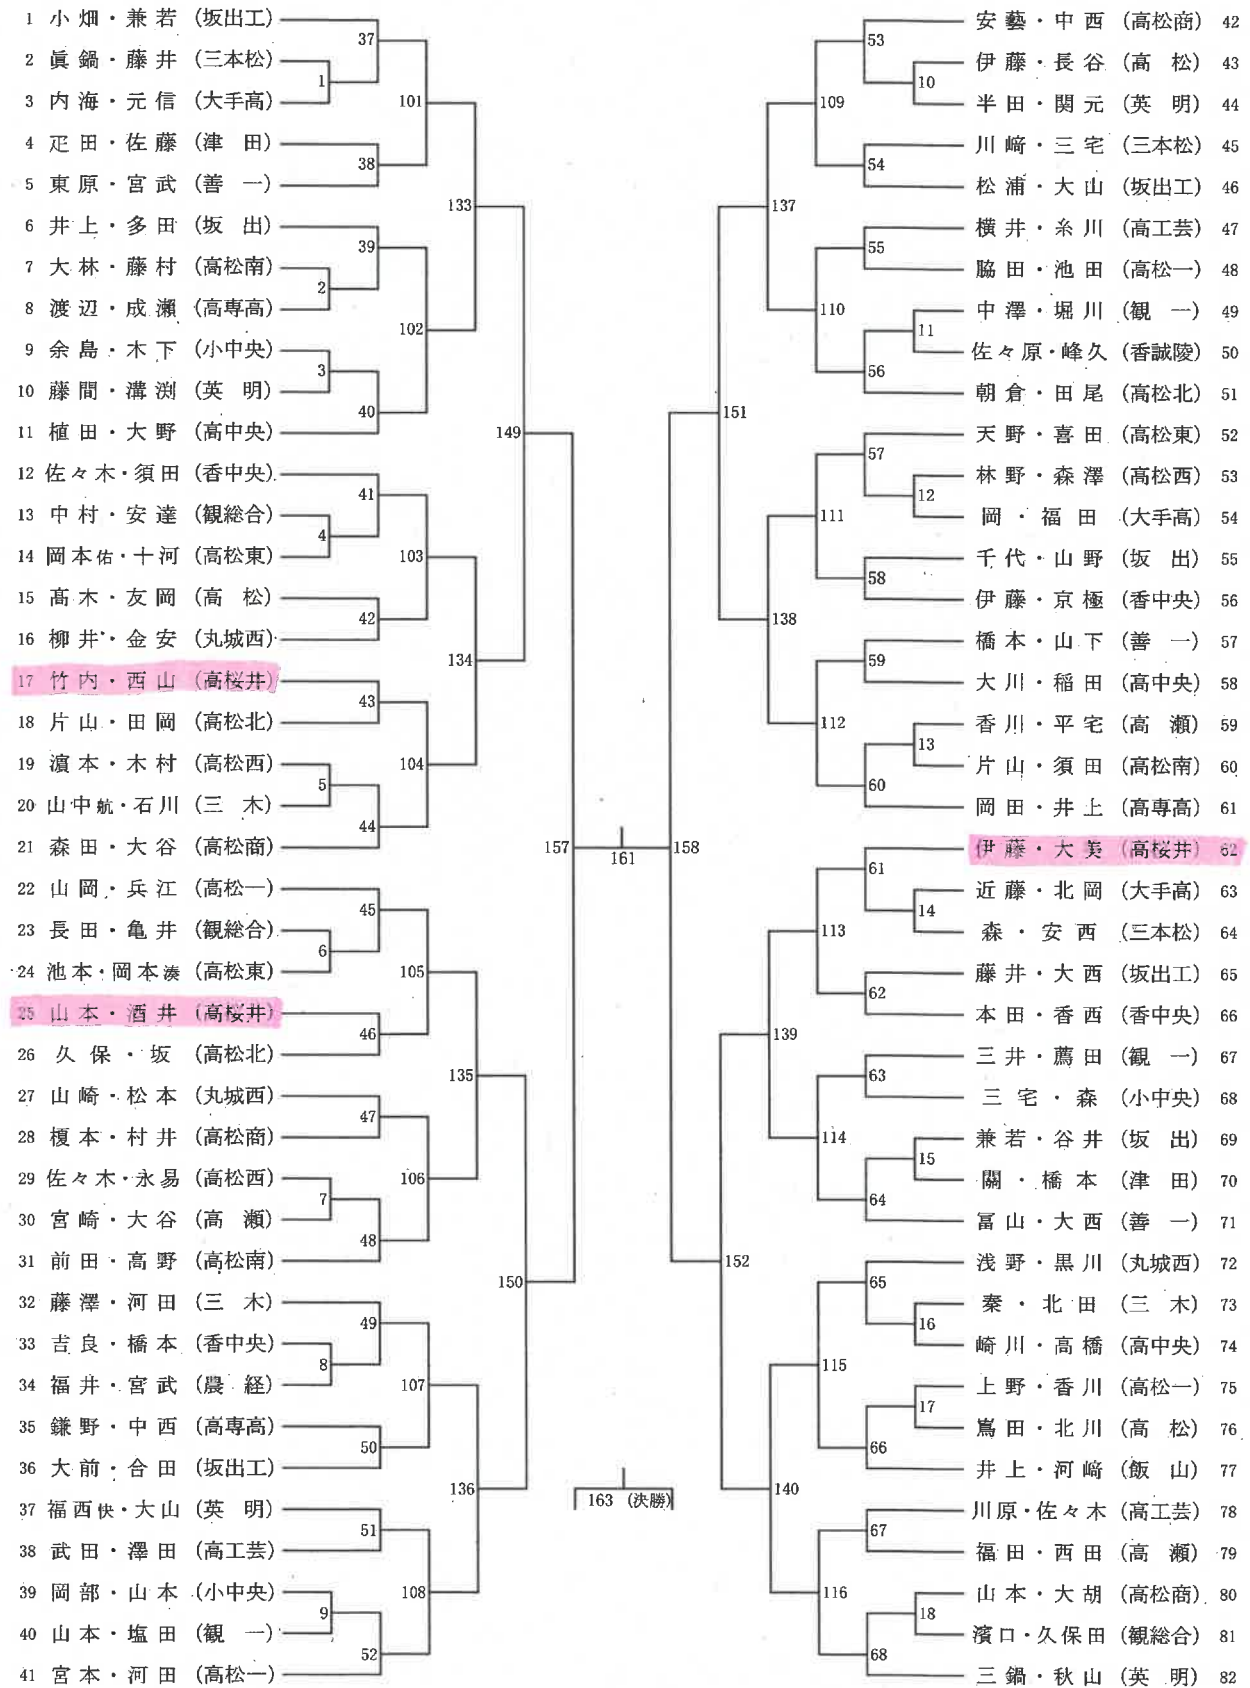 1 小畑・兼若 (坂出工)
2 眞鍋・藤井 (三本松)
3 内海・元信 (大手高)
4 疋田・佐藤 (津 田)
5 東原・宮武 (善 一)
6 井上・多田 (坂 出)
7 大林・藤村 (高松南)
8 渡辺・成瀬 (高専高)
9 余島・木下 (小中央)
10 藤間・溝渕 (英 明)
11 植田・大野 (高中央)
12 佐々木・須田 (香中央)
13 中村・安達 (観総合)
14 岡本佑・十河 (高松東)
15 髙木・友岡 (高 松)
16 柳井・金安 (丸城西)
17 竹内・西山 (高桜井)
18 片山・田岡 (高松北)
19 濵本・木村 (高松西)
20 山中航・石川 (三 木)
21 森田・大谷 (高松商)
22 山岡・兵江 (高松一)
23 長田・亀井 (観総合)
24 池本・岡本湊 (高松東)
25 山本・酒井 (高桜井)
26 久保・坂 (高松北)
27 山崎・松本 (丸城西)
28 榎本・村井 (高松商)
29 佐々木・永易 (高松西)
30 宮崎・大谷 (高 瀬)
31 前田・高野 (高松南)
32 藤澤・河田 (三 木)
33 吉良・橋本 (香中央)
34 福井・宮武 (農 経)
35 鎌野・中西 (高専高)
36 大前・合田 (坂出工)
37 福西快・大山 (英 明)
38 武田・澤田 (高工芸)
39 岡部・山本 (小中央)
40 山本・塩田 (観 一)
41 宮本・河田 (高松一)
1
2
3
4
5
6
7
8
9
37
38
39
40
41
42
43
44
45
46
47
48
49
50
51
52
101
102
103
104
105
106
107
108
133
134
135
136
149
150
157
161
163 (決勝)
158
151
152
137
138
139
140
109
110
111
112
113
114
115
116
53
54
55
56
57
58
59
60
61
62
63
64
65
66
67
68
10
11
12
13
14
15
16
17
18
安藝・中西 (高松商) 42
伊藤・長谷 (高 松) 43
半田・関元 (英 明) 44
川﨑・三宅 (三本松) 45
松浦・大山 (坂出工) 46
横井・糸川 (高工芸) 47
脇田・池田 (高松一) 48
中澤・堀川 (観 一) 49
佐々原・峰久 (香誠陵) 50
朝倉・田尾 (高松北) 51
天野・喜田 (高松東) 52
林野・森澤 (高松西) 53
岡・福田 (大手高) 54
千代・山野 (坂 出) 55
伊藤・京極 (香中央) 56
橋本・山下 (善 一) 57
大川・稲田 (高中央) 58
香川・平宅 (高 瀬) 59
片山・須田 (高松南) 60
岡田・井上 (高専高) 61
伊藤・大美 (高桜井) 62
近藤・北岡 (大手高) 63
森・安西 (三本松) 64
藤井・大西 (坂出工) 65
本田・香西 (香中央) 66
三井・薦田 (観 一) 67
三宅・森 (小中央) 68
兼若・谷井 (坂 出) 69
關・橋本 (津 田) 70
冨山・大西 (善 一) 71
浅野・黒川 (丸城西) 72
秦・北田 (三 木) 73
崎川・高橋 (高中央) 74
上野・香川 (高松一) 75
嶌田・北川 (高 松) 76
井上・河﨑 (飯 山) 77
川原・佐々木 (高工芸) 78
福田・西田 (高 瀬) 79
山本・大胡 (高松商) 80
濱口・久保田 (観総合) 81
三鍋・秋山 (英 明) 82